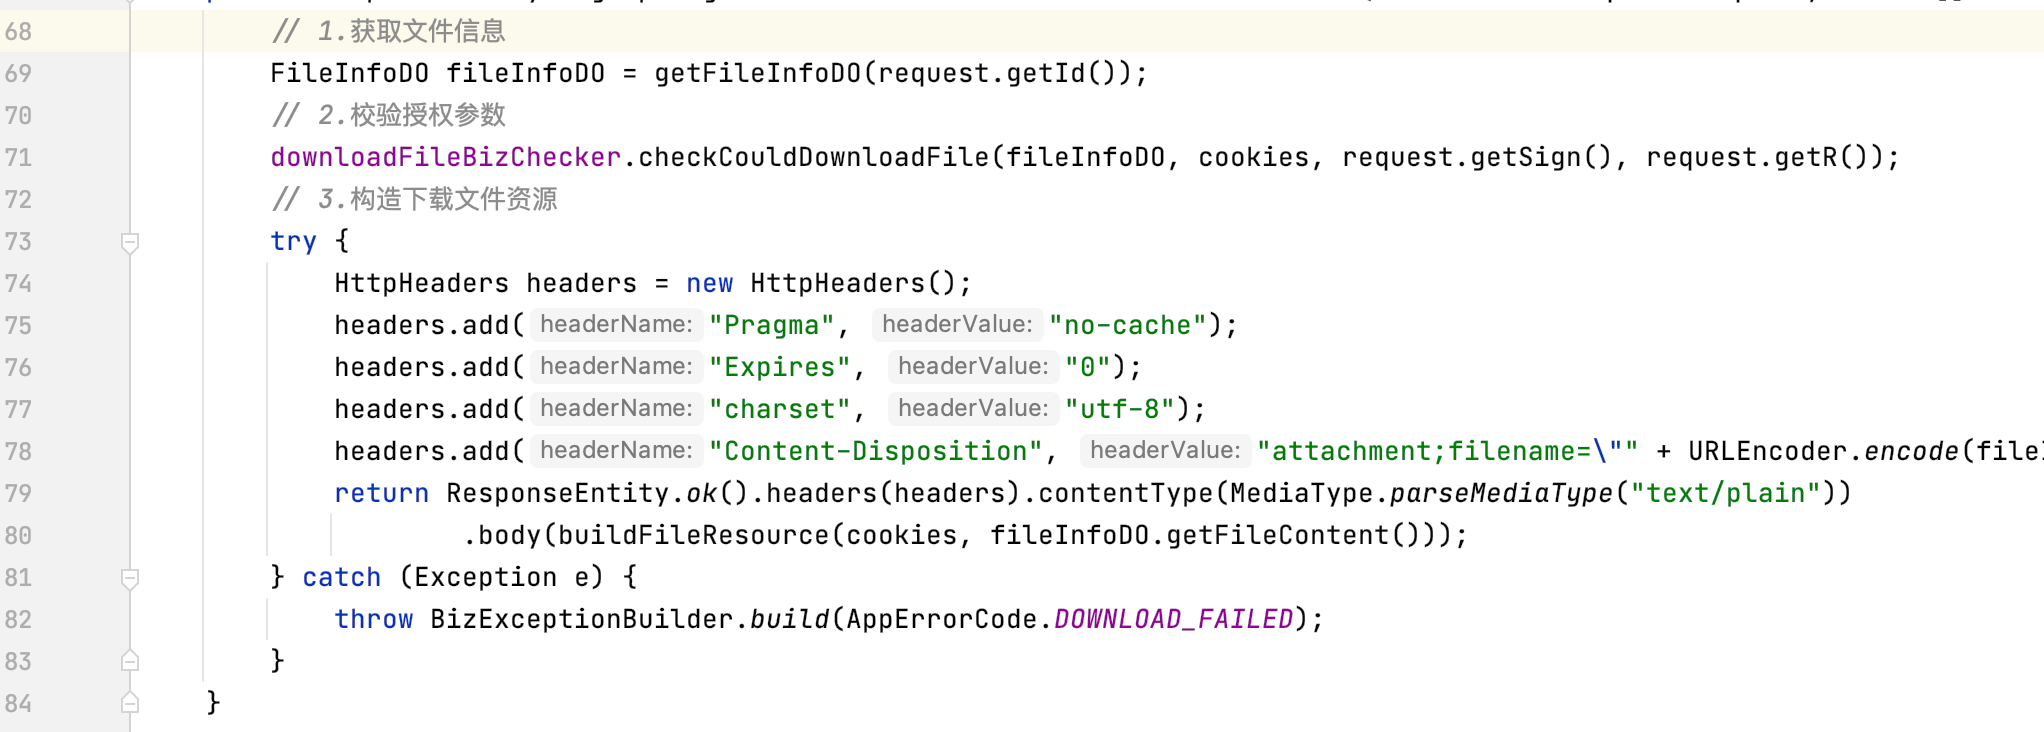 68 // 1.获取文件信息
69 FileInfoDO fileInfoDO = getFileInfoDO(request.getId());
70 // 2.校验授权参数
71 downloadFileBizChecker.checkCouldDownloadFile(fileInfoDO, cookies, request.getSign(), request.getR());
72 // 3.构造下载文件资源
73 try {
74 HttpHeaders headers = new HttpHeaders();
75 headers.add( headerName: "Pragma", headerValue: "no-cache");
76 headers.add( headerName: "Expires", headerValue: "0");
77 headers.add( headerName: "charset", headerValue: "utf-8");
78 headers.add( headerName: "Content-Disposition", headerValue: "attachment;filename=\"" + URLEncoder.encode(file
79 return ResponseEntity.ok().headers(headers).contentType(MediaType.parseMediaType("text/plain"))
80 .body(buildFileResource(cookies, fileInfoDO.getFileContent()));
81 } catch (Exception e) {
82 throw BizExceptionBuilder.build(AppErrorCode.DOWNLOAD_FAILED);
83 }
84 }